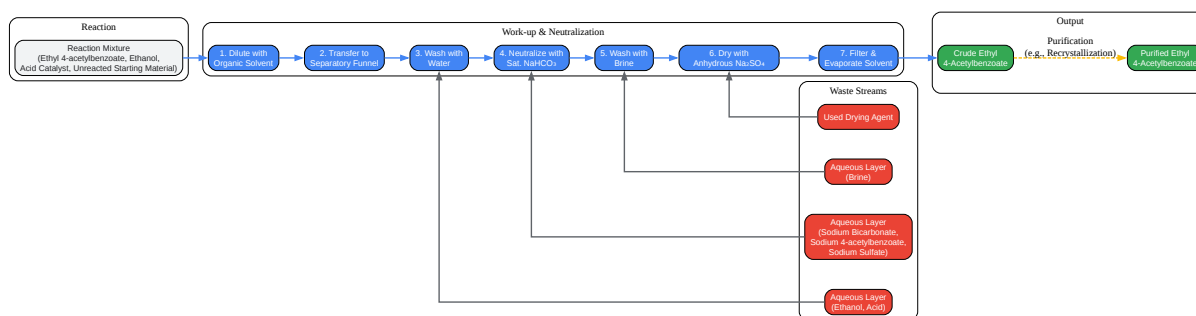 Reaction
Reaction Mixture
(Ethyl 4-acetylbenzoate, Ethanol,
Acid Catalyst, Unreacted Starting Material)
Work-up & Neutralization
1. Dilute with
Organic Solvent
2. Transfer to
Separatory Funnel
3. Wash with
Water
4. Neutralize with
Sat. NaHCO₃
5. Wash with
Brine
6. Dry with
Anhydrous Na₂SO₄
7. Filter &
Evaporate Solvent
Output
Crude Ethyl
4-Acetylbenzoate
Purification
(e.g., Recrystallization)
Purified Ethyl
4-Acetylbenzoate
Waste Streams
Used Drying Agent
Aqueous Layer
(Brine)
Aqueous Layer
(Sodium Bicarbonate,
Sodium 4-acetylbenzoate,
Sodium Sulfate)
Aqueous Layer
(Ethanol, Acid)